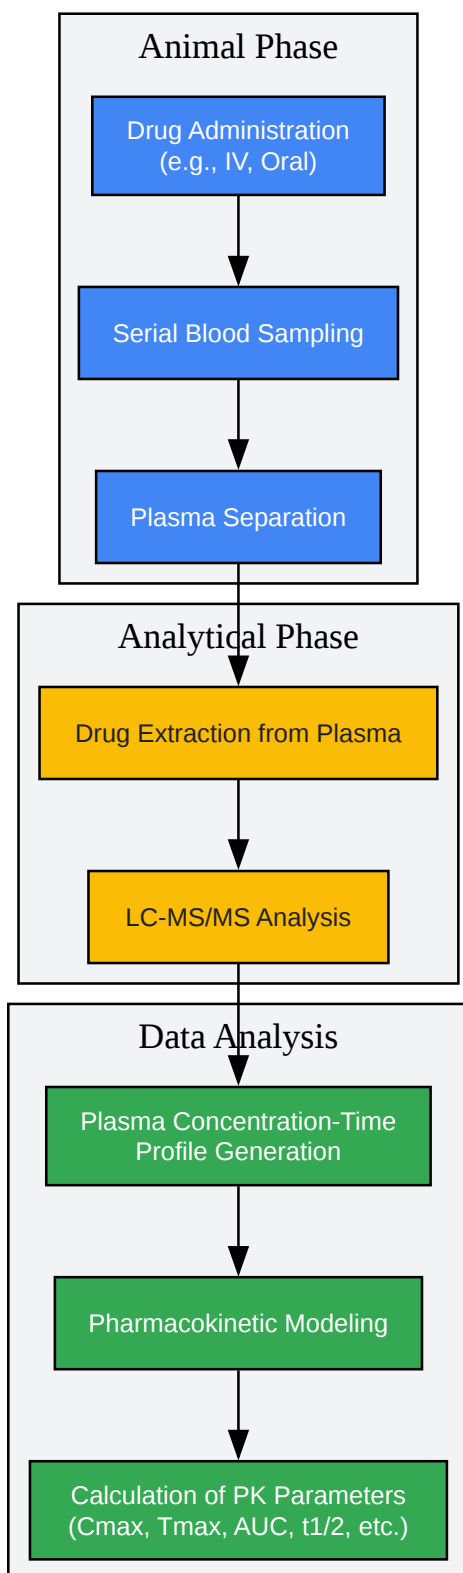 Animal Phase
Drug Administration
(e.g., IV, Oral)
Serial Blood Sampling
Plasma Separation
Analytical Phase
Drug Extraction from Plasma
LC-MS/MS Analysis
Data Analysis
Plasma Concentration-Time
Profile Generation
Pharmacokinetic Modeling
Calculation of PK Parameters
(Cmax, Tmax, AUC, t1/2, etc.)